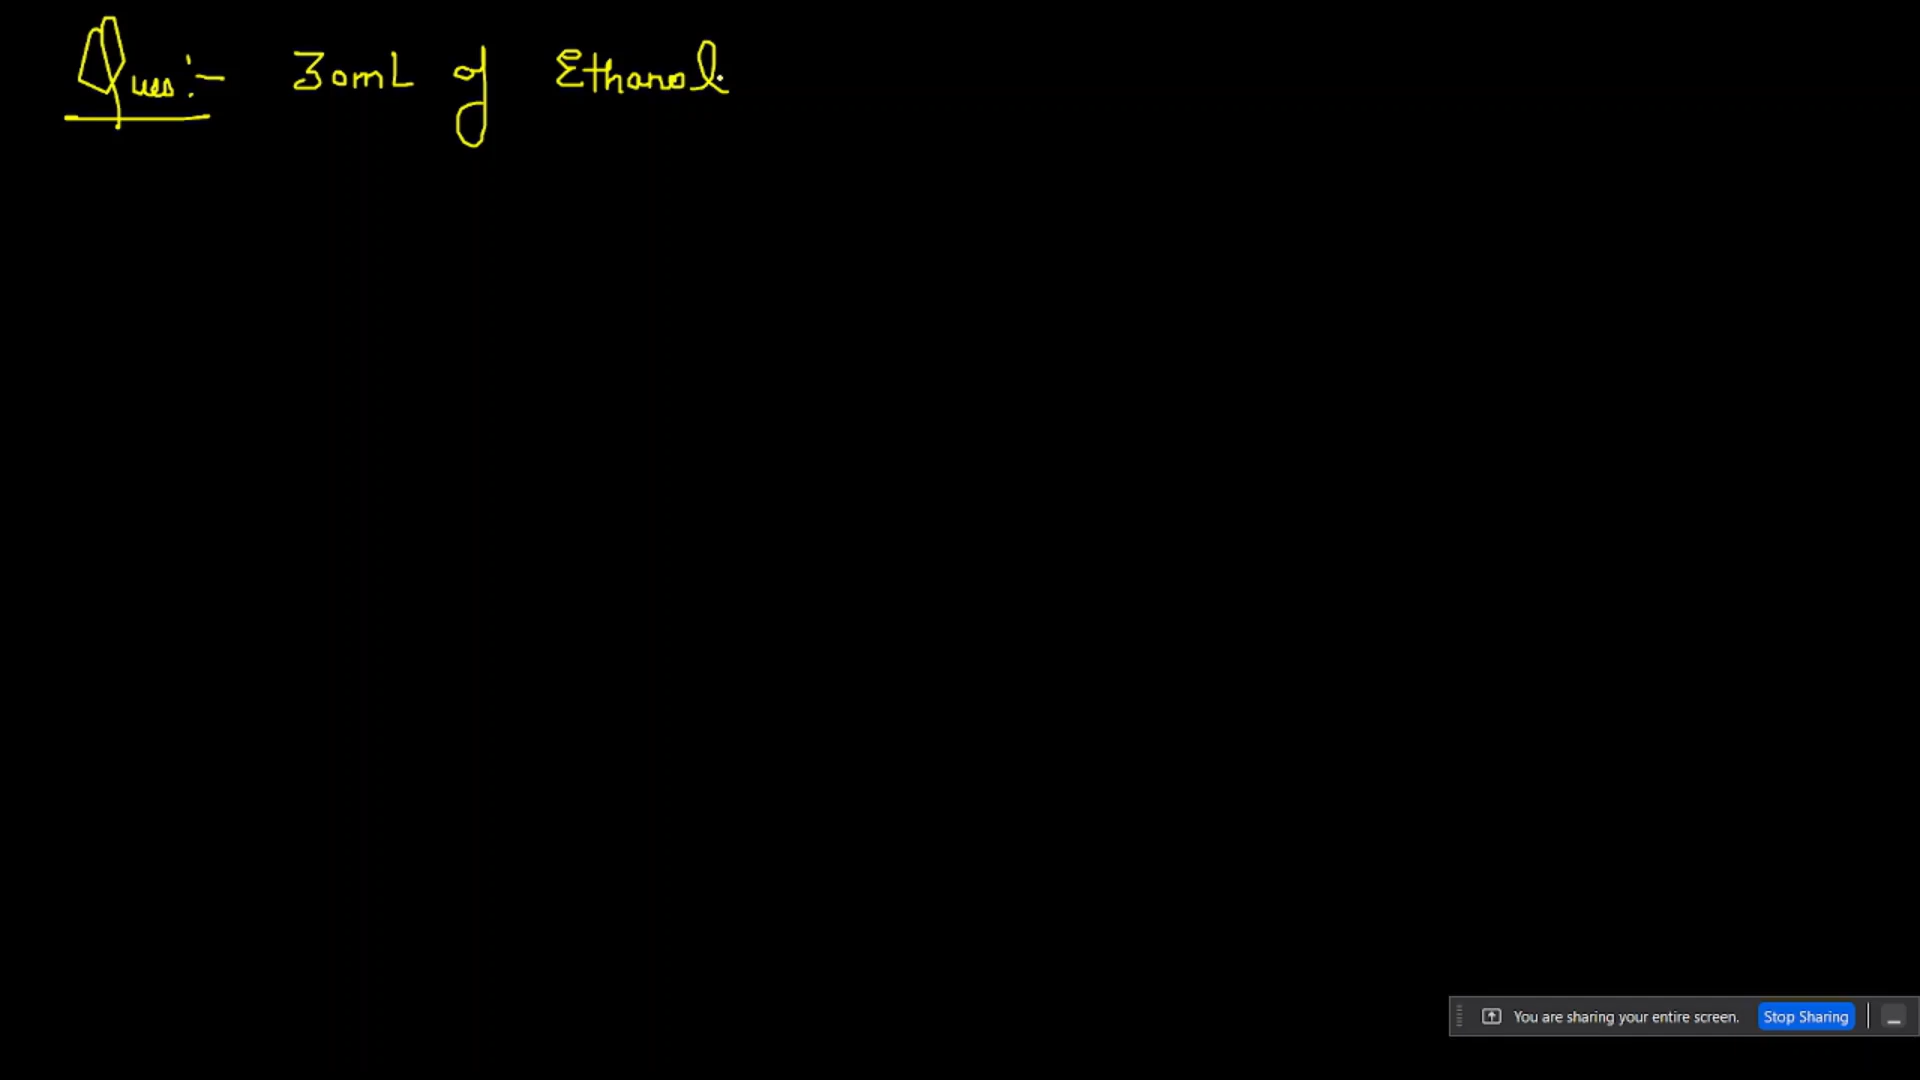 Ques:- 30mL of Ethanol
You are sharing your entire screen. Stop Sharing